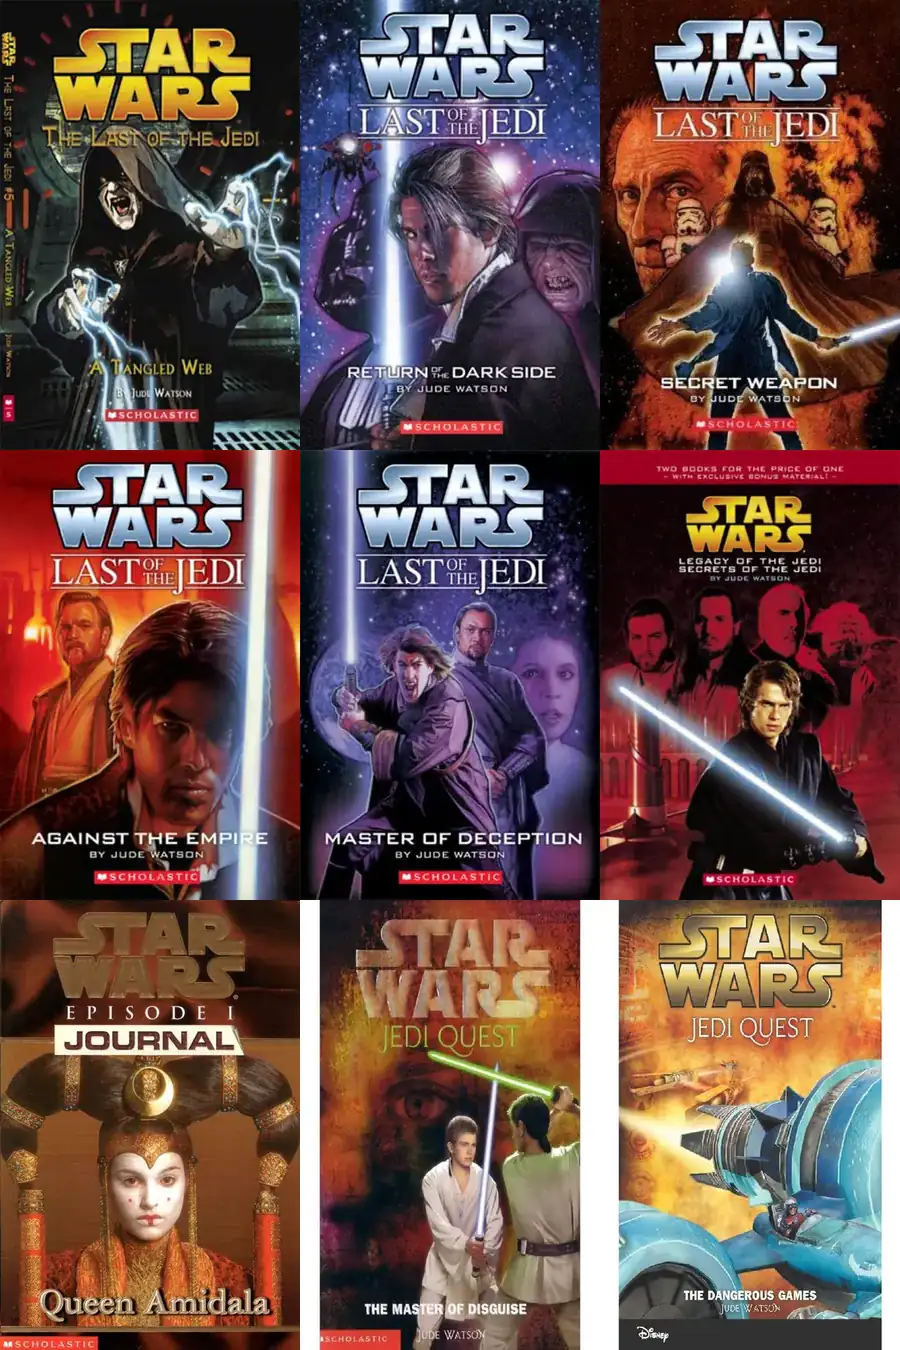 STAR
WARS
THE LAST OF THE JEDI #5 A TANGLED WEB
JUDE WATSON
STAR
WARS
THE LAST OF THE JEDI
A TANGLED WEB
BY JUDE WATSON
SCHOLASTIC
STAR
WARS
LAST OF THE JEDI
RETURN OF THE DARK SIDE
BY JUDE WATSON
SCHOLASTIC
STAR
WARS
LAST OF THE JEDI
SECRET WEAPON
BY JUDE WATSON
SCHOLASTIC
STAR
WARS
LAST OF THE JEDI
AGAINST THE EMPIRE
BY JUDE WATSON
SCHOLASTIC
STAR
WARS
LAST OF THE JEDI
MASTER OF DECEPTION
BY JUDE WATSON
SCHOLASTIC
TWO BOOKS FOR THE PRICE OF ONE
– WITH EXCLUSIVE BONUS MATERIAL! –
STAR
WARS
LEGACY OF THE JEDI
SECRETS OF THE JEDI
BY JUDE WATSON
SCHOLASTIC
STAR
WARS
EPISODE I
JOURNAL
Queen Amidala
SCHOLASTIC
STAR
WARS
JEDI QUEST
THE MASTER OF DISGUISE
SCHOLASTIC
JUDE WATSON
STAR
WARS
JEDI QUEST
THE DANGEROUS GAMES
JUDE WATSON
Disney